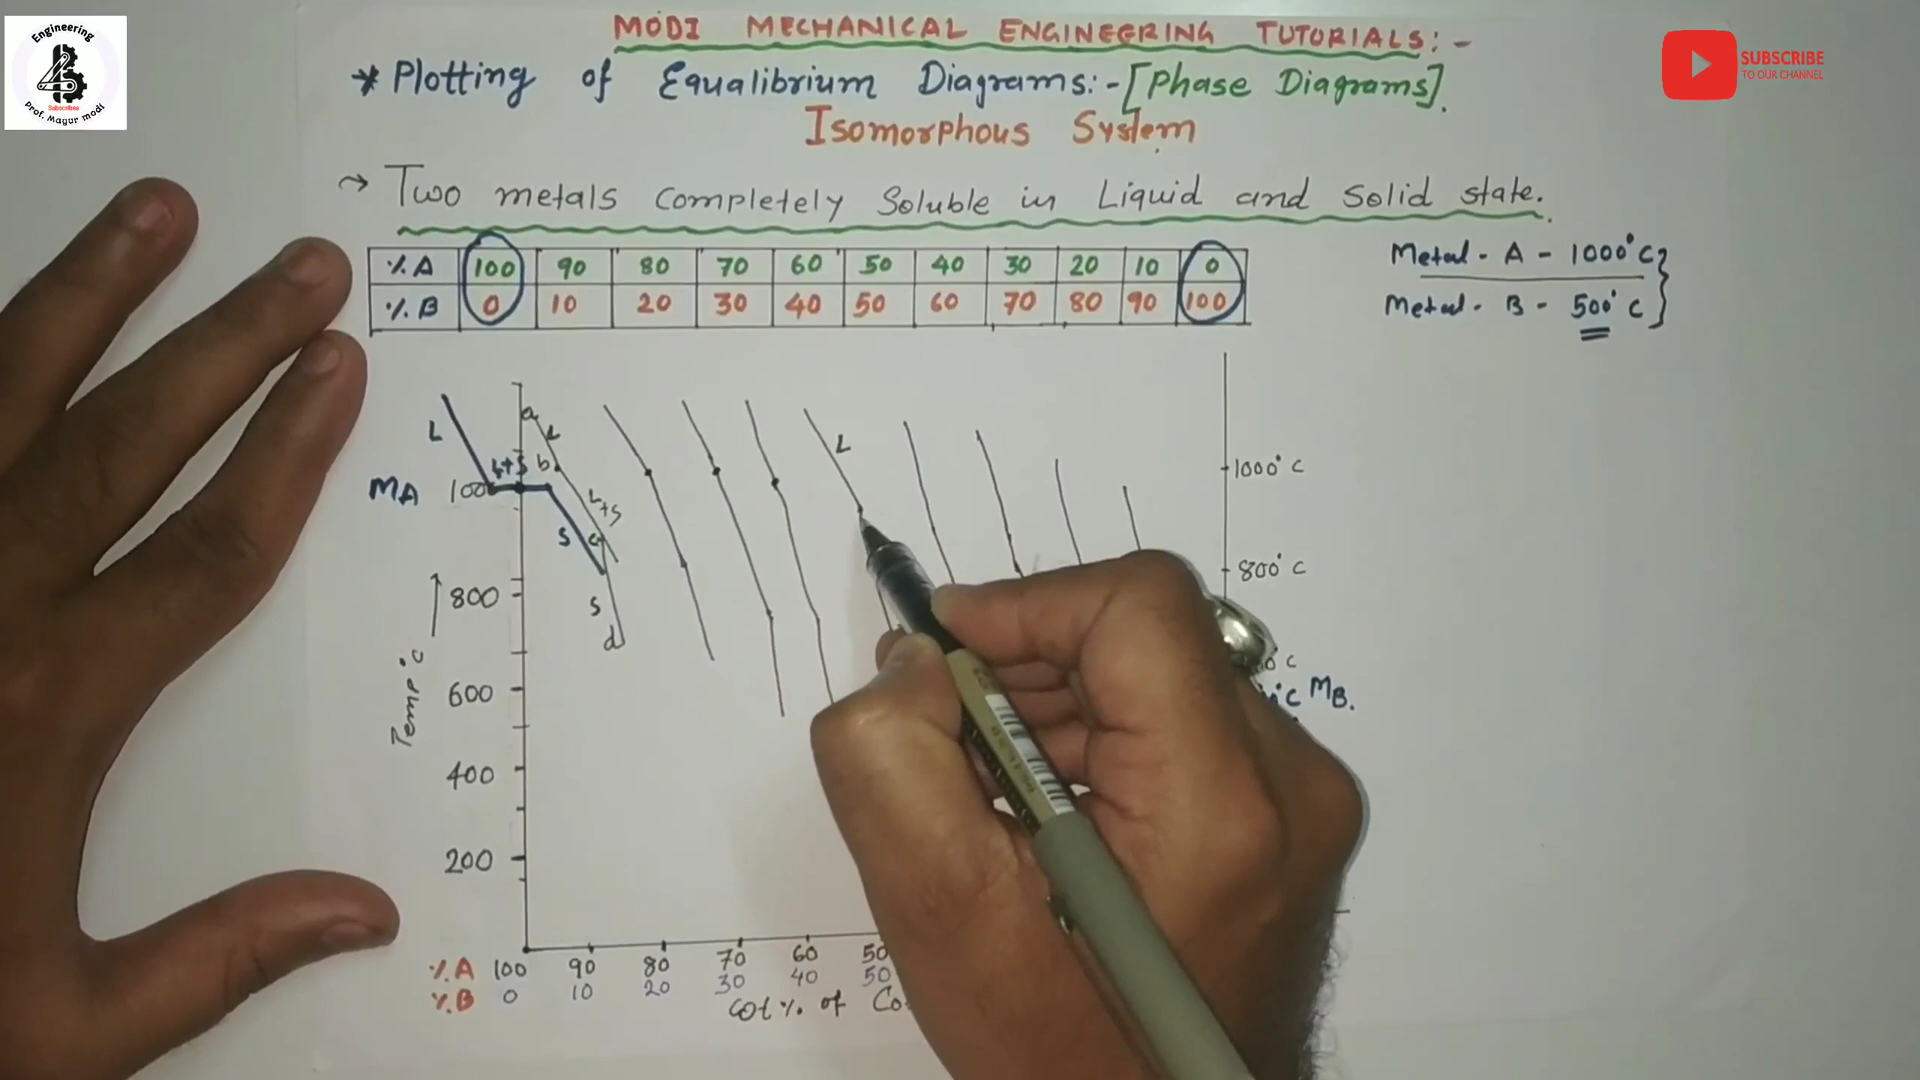 Engineering
Subscribes
Prof. Mayur modi
MODI MECHANICAL ENGINEERING TUTORIALS:-
SUBSCRIBE
TO OUR CHANNEL
* Plotting of Equalibrium Diagrams:-[Phase Diagrams].
Isomorphous System
→ Two metals completely Soluble in Liquid and Solid state.
%A 100 90 80 70 60 50 40 30 20 10 0
%B 0 10 20 30 40 50 60 70 80 90 100
Metal - A - 1000°C
Metal - B - 500°C
a
L
L
L
L+S b
1000°C
MA 100
L+S
S c
800°C
800
S
d
Temp °C
600
°C MB.
400
200
%A 100 90 80 70 60 50
%B 0 10 20 30 40 50
% of Co